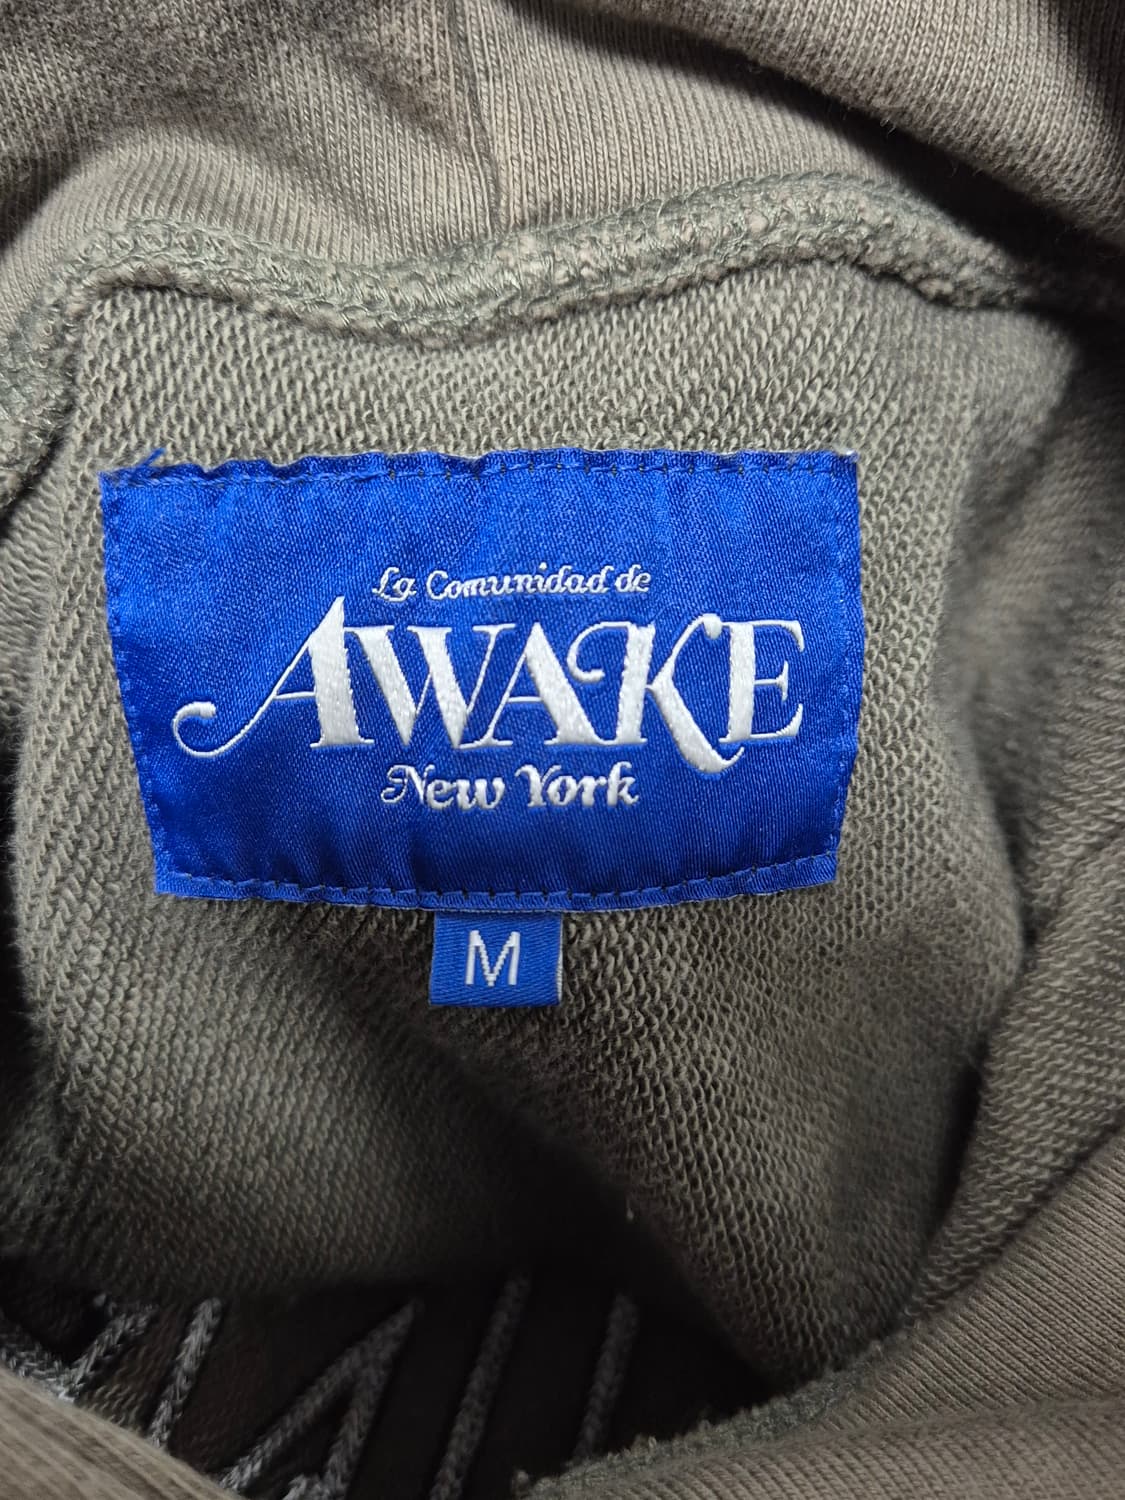 La Comunidad de
AWAKE
New York
M